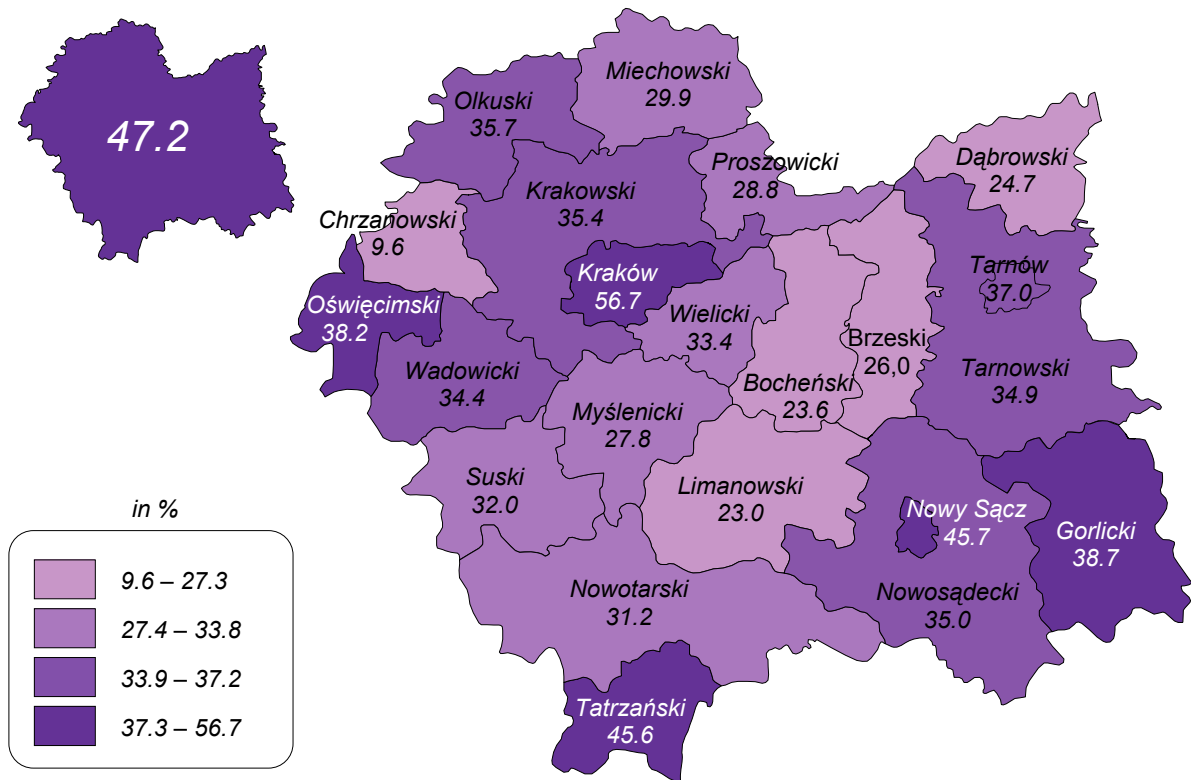 47.2
Miechowski
29.9
Olkuski
35.7
Proszowicki
28.8
Dąbrowski
24.7
Krakowski
35.4
Chrzanowski
9.6
Kraków
56.7
Tarnów
37.0
Oświęcimski
38.2
Wielicki
33.4
Brzeski
26,0
Wadowicki
34.4
Bocheński
23.6
Tarnowski
34.9
Myślenicki
27.8
Suski
32.0
Limanowski
23.0
Nowy Sącz
45.7
Gorlicki
38.7
Nowotarski
31.2
Nowosądecki
35.0
Tatrzański
45.6
in %
9.6 – 27.3
27.4 – 33.8
33.9 – 37.2
37.3 – 56.7